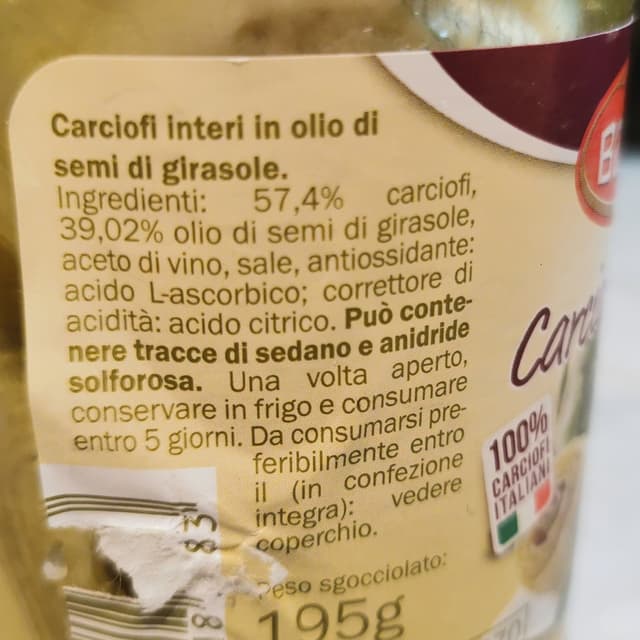 Carciofi interi in olio di
semi di girasole.
Ingredienti: 57,4% carciofi,
39,02% olio di semi di girasole,
aceto di vino, sale, antiossidante:
acido L-ascorbico; correttore di
acidità: acido citrico. Può conte-
nere tracce di sedano e anidride
solforosa. Una volta aperto,
conservare in frigo e consumare
entro 5 giorni. Da consumarsi pre-
feribilmente entro
il (in confezione
integra): vedere
coperchio.
Peso sgocciolato:
195g
100%
CARCIOFI
ITALIANI